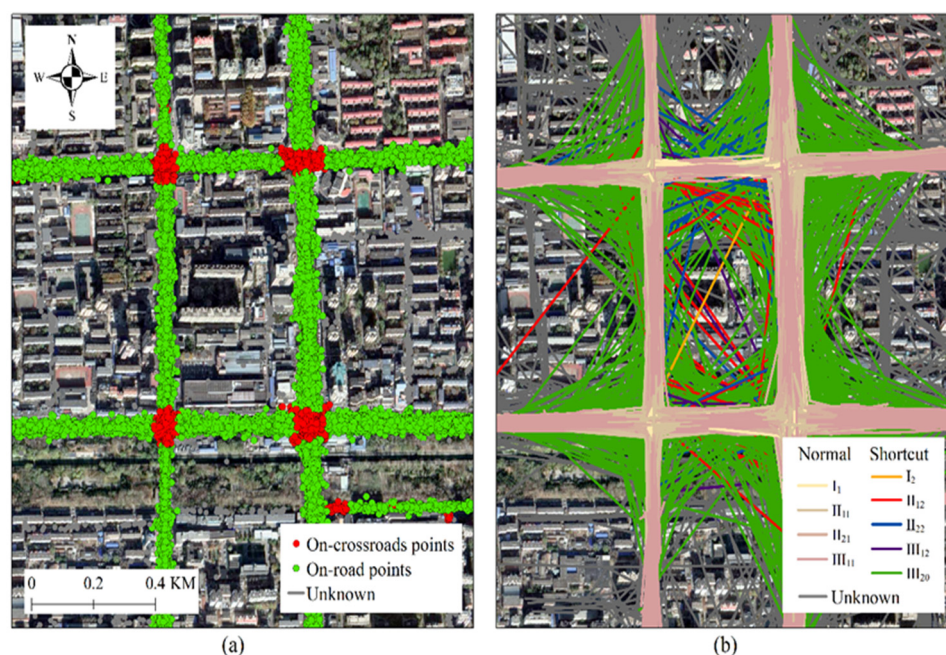 N
W E
S
On-crossroads points
On-road points
Unknown
0 0.2 0.4 KM
(a)
Normal Shortcut
I₁ I₂
II₁₁ II₁₂
II₂₁ II₂₂
III₁₁ III₁₂
III₂₀
Unknown
(b)